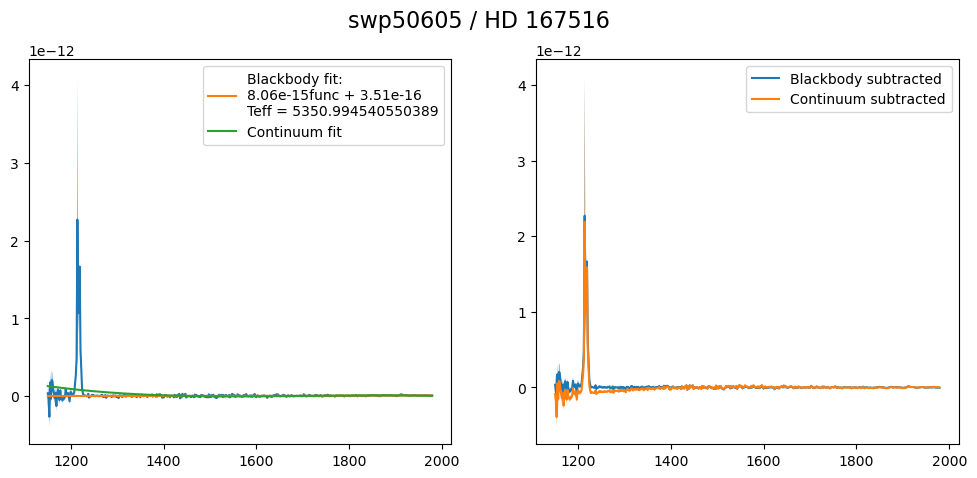 swp50605 / HD 167516
1e−12
Blackbody fit:
8.06e-15func + 3.51e-16
Teff = 5350.994540550389
Continuum fit
4
3
2
1
0
1200 1400 1600 1800 2000
1e−12
Blackbody subtracted
Continuum subtracted
4
3
2
1
0
1200 1400 1600 1800 2000